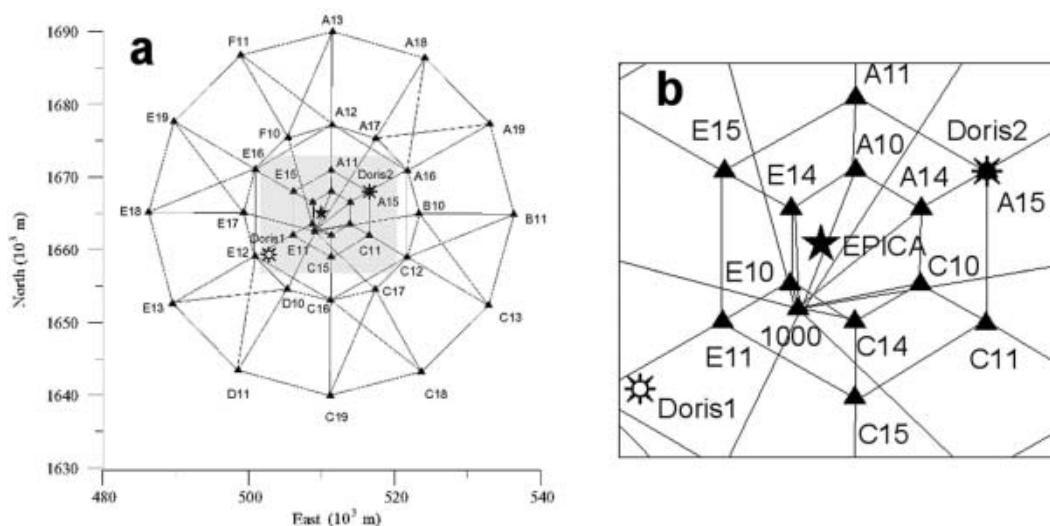 a
1690
1680
1670
1660
1650
1640
1630
North (10³ m)
480
500
520
540
East (10³ m)
A13
F11
A18
E19
A12
A17
A19
F10
E16
A11
A16
E15
Doris2
A15
E18
E17
B10
B11
Doris1
E12
E11
C11
C15
C12
D10
C16
C17
E13
C13
D11
C18
C19
b
A11
E15
A10
Doris2
E14
A14
A15
EPICA
E10
C10
1000
E11
C14
C11
Doris1
C15